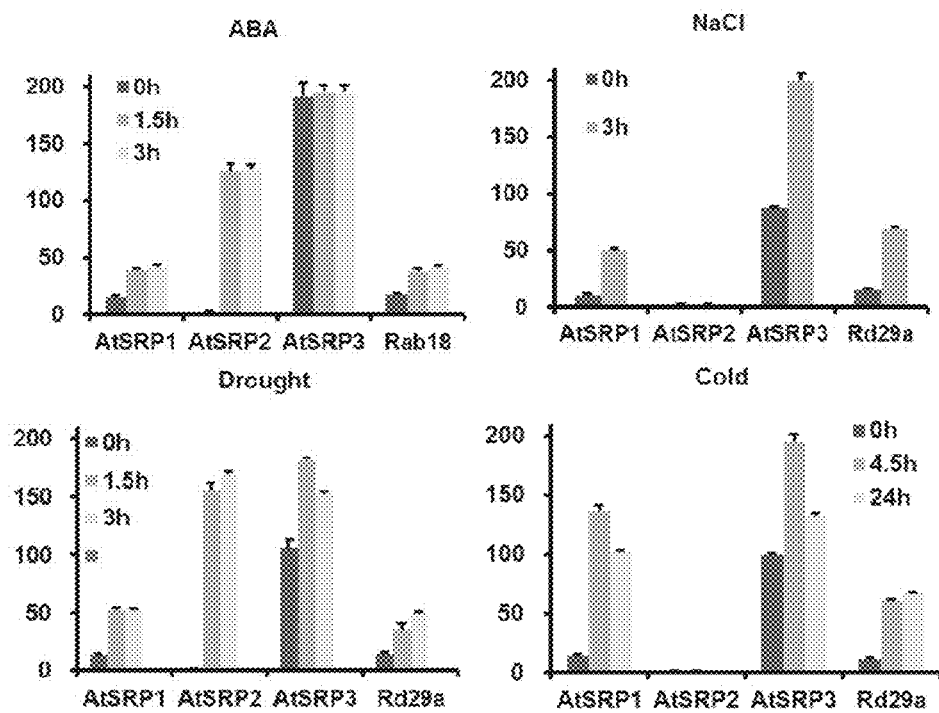 ABA
200
150
100
50
0
0h
1.5h
3h
AtSRP1 AtSRP2 AtSRP3 Rab18
NaCl
200
150
100
50
0
0h
3h
AtSRP1 AtSRP2 AtSRP3 Rd29a
Drought
200
150
100
50
0
0h
1.5h
3h
AtSRP1 AtSRP2 AtSRP3 Rd29a
Cold
200
150
100
50
0
0h
4.5h
24h
AtSRP1 AtSRP2 AtSRP3 Rd29a